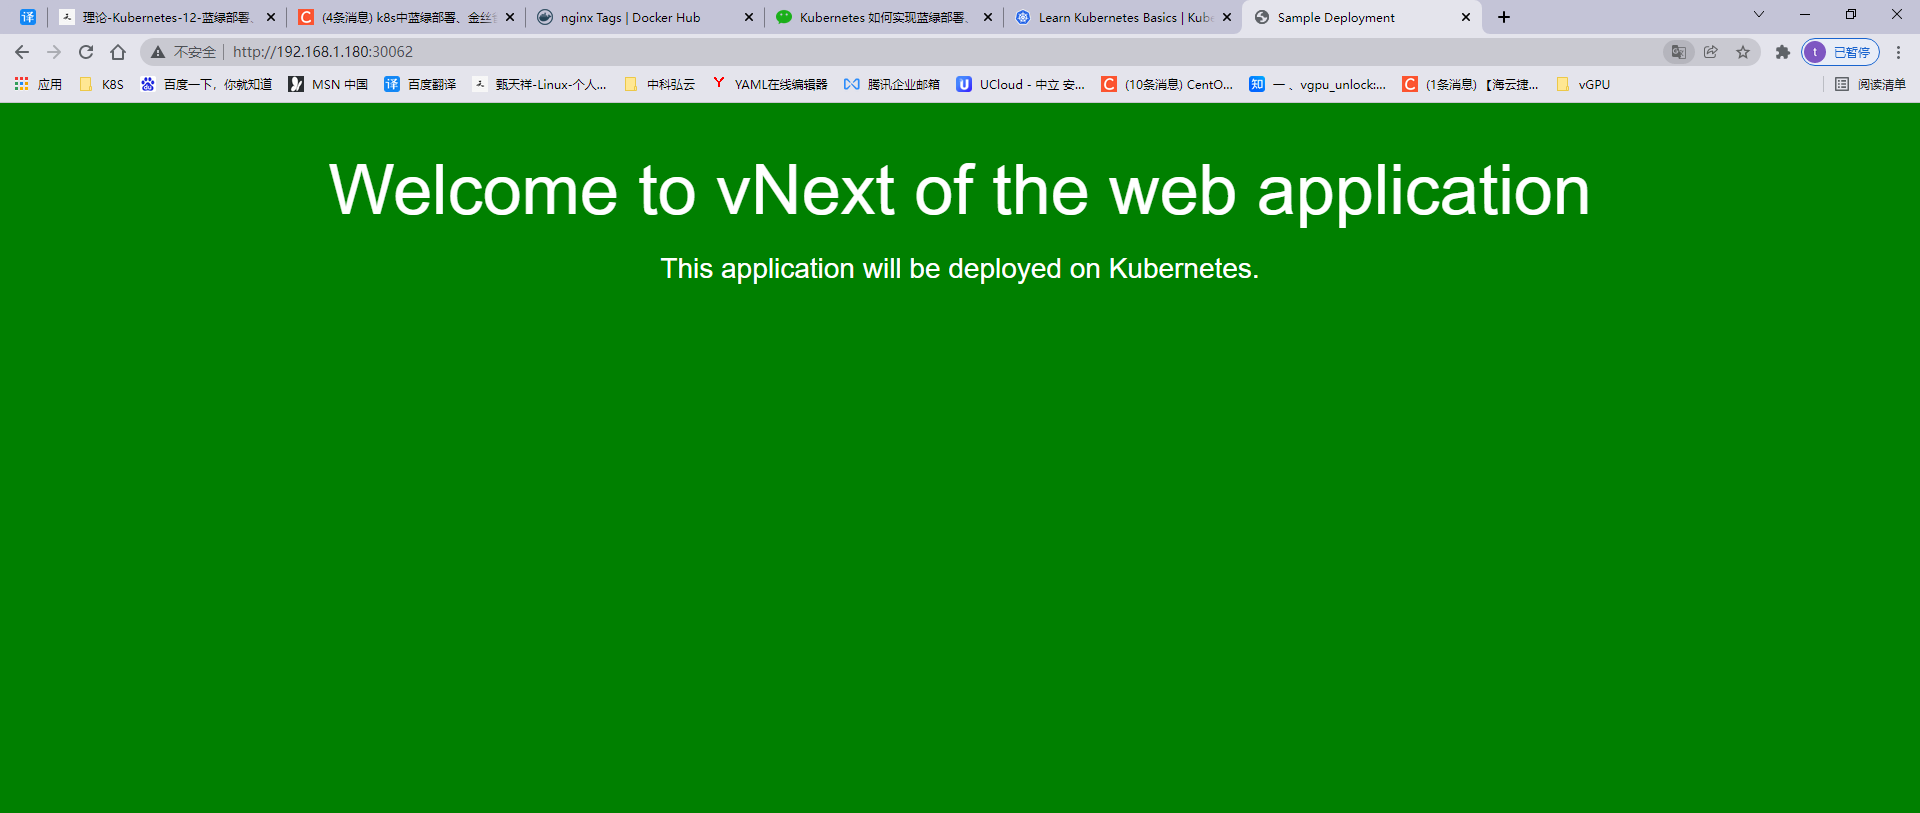 译 理论-Kubernetes-12-蓝绿部署、 (4条消息) k8s中蓝绿部署、金丝 nginx Tags | Docker Hub Kubernetes 如何实现蓝绿部署、 Learn Kubernetes Basics | Kube Sample Deployment
不安全 http://192.168.1.180:30062 t 已暂停
应用 K8S 百度一下，你就知道 MSN 中国 译 百度翻译 甄天祥-Linux-个人... 中科弘云 Y YAML在线编辑器 腾讯企业邮箱 U UCloud - 中立 安... C (10条消息) CentO... 知 一 、vgpu_unlock:... C (1条消息) 【海云捷... vGPU 阅读清单
Welcome to vNext of the web application
This application will be deployed on Kubernetes.